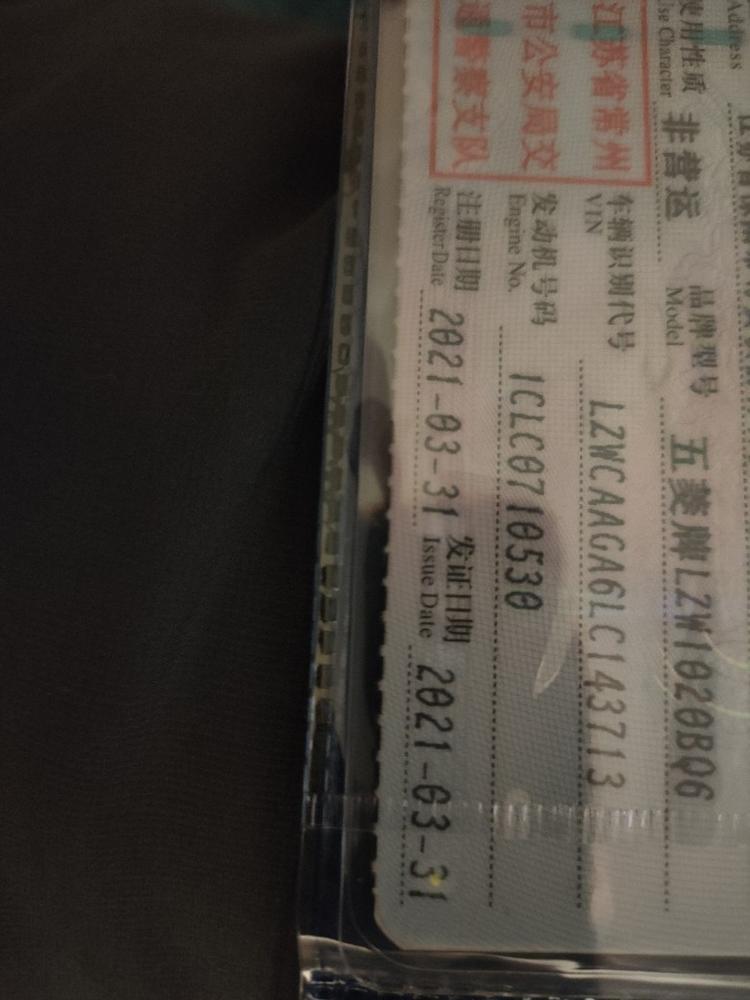 Address
使用性质 非营运 品牌型号 五菱牌LZW1020BQ6
Use Character Model
江苏省常州
市公安局交
通警察支队
车辆识别代号 LZWCAAGA6LC143713
VIN
发动机号码 1CLC0710530
Engine No.
注册日期 2021-03-31 发证日期 2021-03-31
Register Date Issue Date